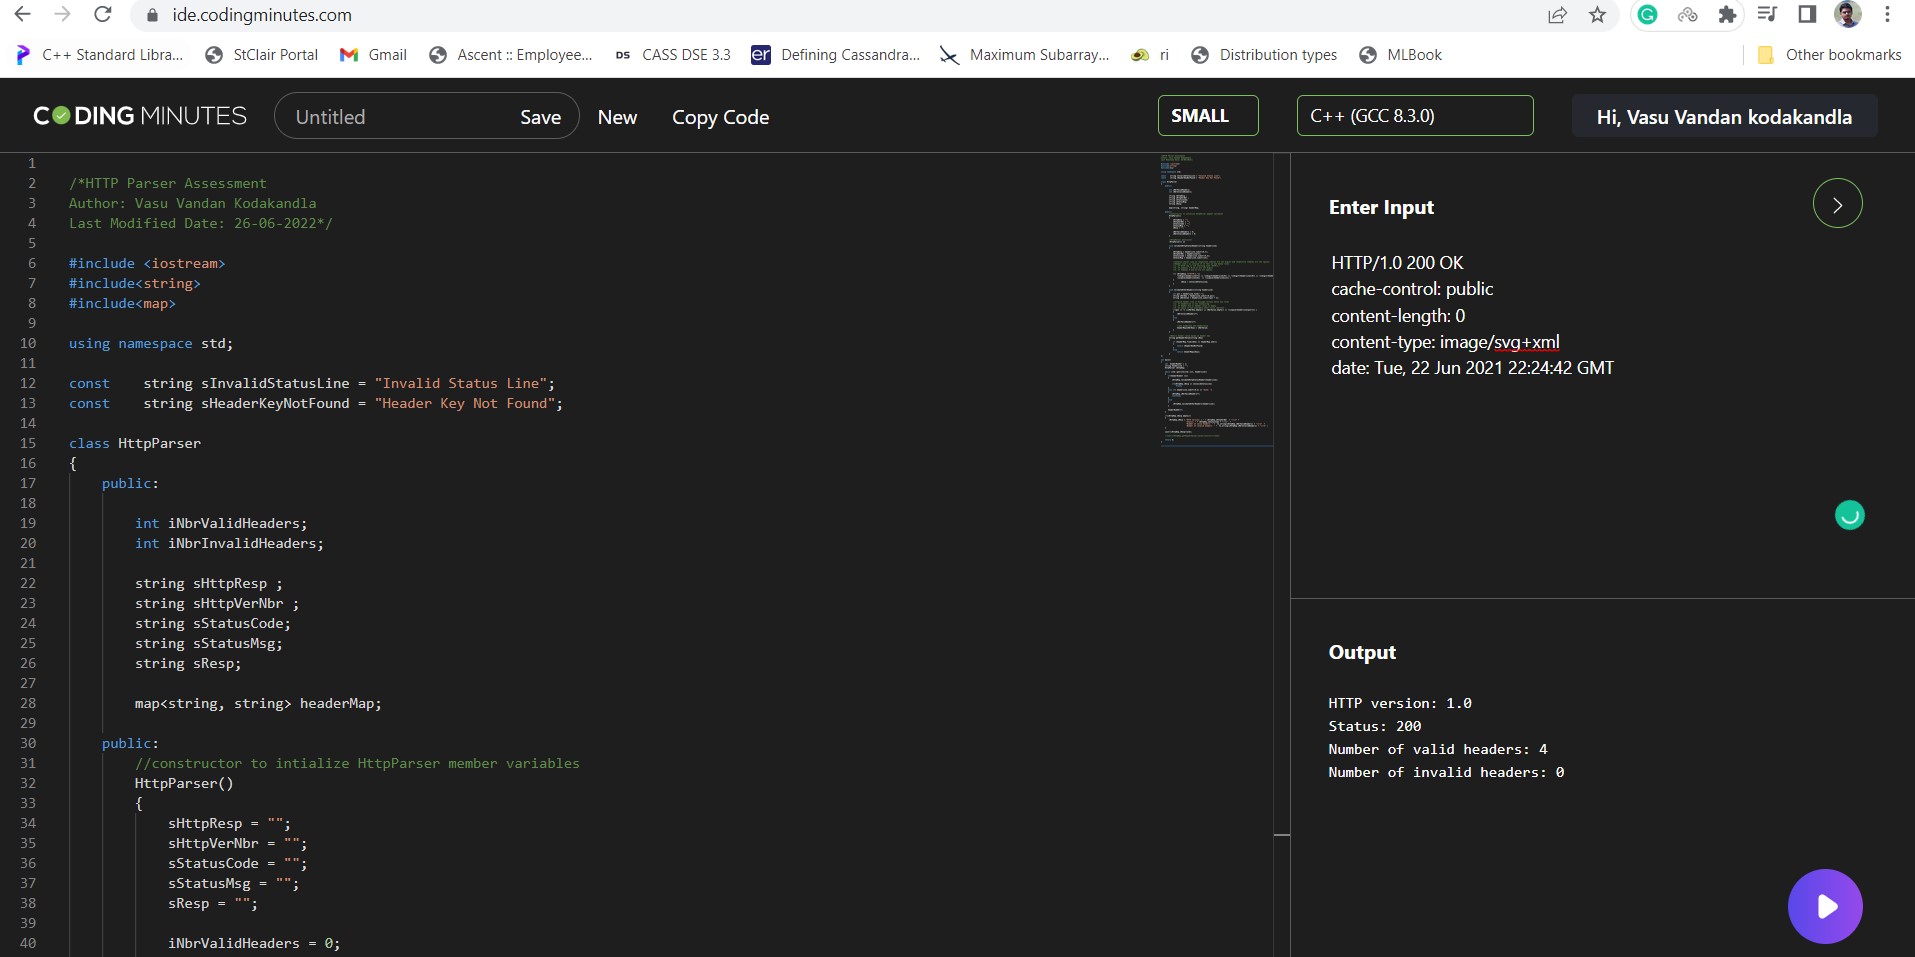 ide.codingminutes.com
C++ Standard Libra...
StClair Portal
Gmail
Ascent :: Employee...
DS CASS DSE 3.3
er Defining Cassandra...
Maximum Subarray...
ri
Distribution types
MLBook
Other bookmarks
CODING MINUTES
Untitled
Save
New
Copy Code
SMALL
C++ (GCC 8.3.0)
Hi, Vasu Vandan kodakandla
1
2 /*HTTP Parser Assessment
3 Author: Vasu Vandan Kodakandla
4 Last Modified Date: 26-06-2022*/
5
6 #include <iostream>
7 #include<string>
8 #include<map>
9
10 using namespace std;
11
12 const    string sInvalidStatusLine = "Invalid Status Line";
13 const    string sHeaderKeyNotFound = "Header Key Not Found";
14
15 class HttpParser
16 {
17     public:
18
19         int iNbrValidHeaders;
20         int iNbrInvalidHeaders;
21
22         string sHttpResp ;
23         string sHttpVerNbr ;
24         string sStatusCode;
25         string sStatusMsg;
26         string sResp;
27
28         map<string, string> headerMap;
29
30     public:
31         //constructor to intialize HttpParser member variables
32         HttpParser()
33         {
34             sHttpResp = "";
35             sHttpVerNbr = "";
36             sStatusCode = "";
37             sStatusMsg = "";
38             sResp = "";
39
40             iNbrValidHeaders = 0;
Enter Input
HTTP/1.0 200 OK
cache-control: public
content-length: 0
content-type: image/svg+xml
date: Tue, 22 Jun 2021 22:24:42 GMT
Output
HTTP version: 1.0
Status: 200
Number of valid headers: 4
Number of invalid headers: 0